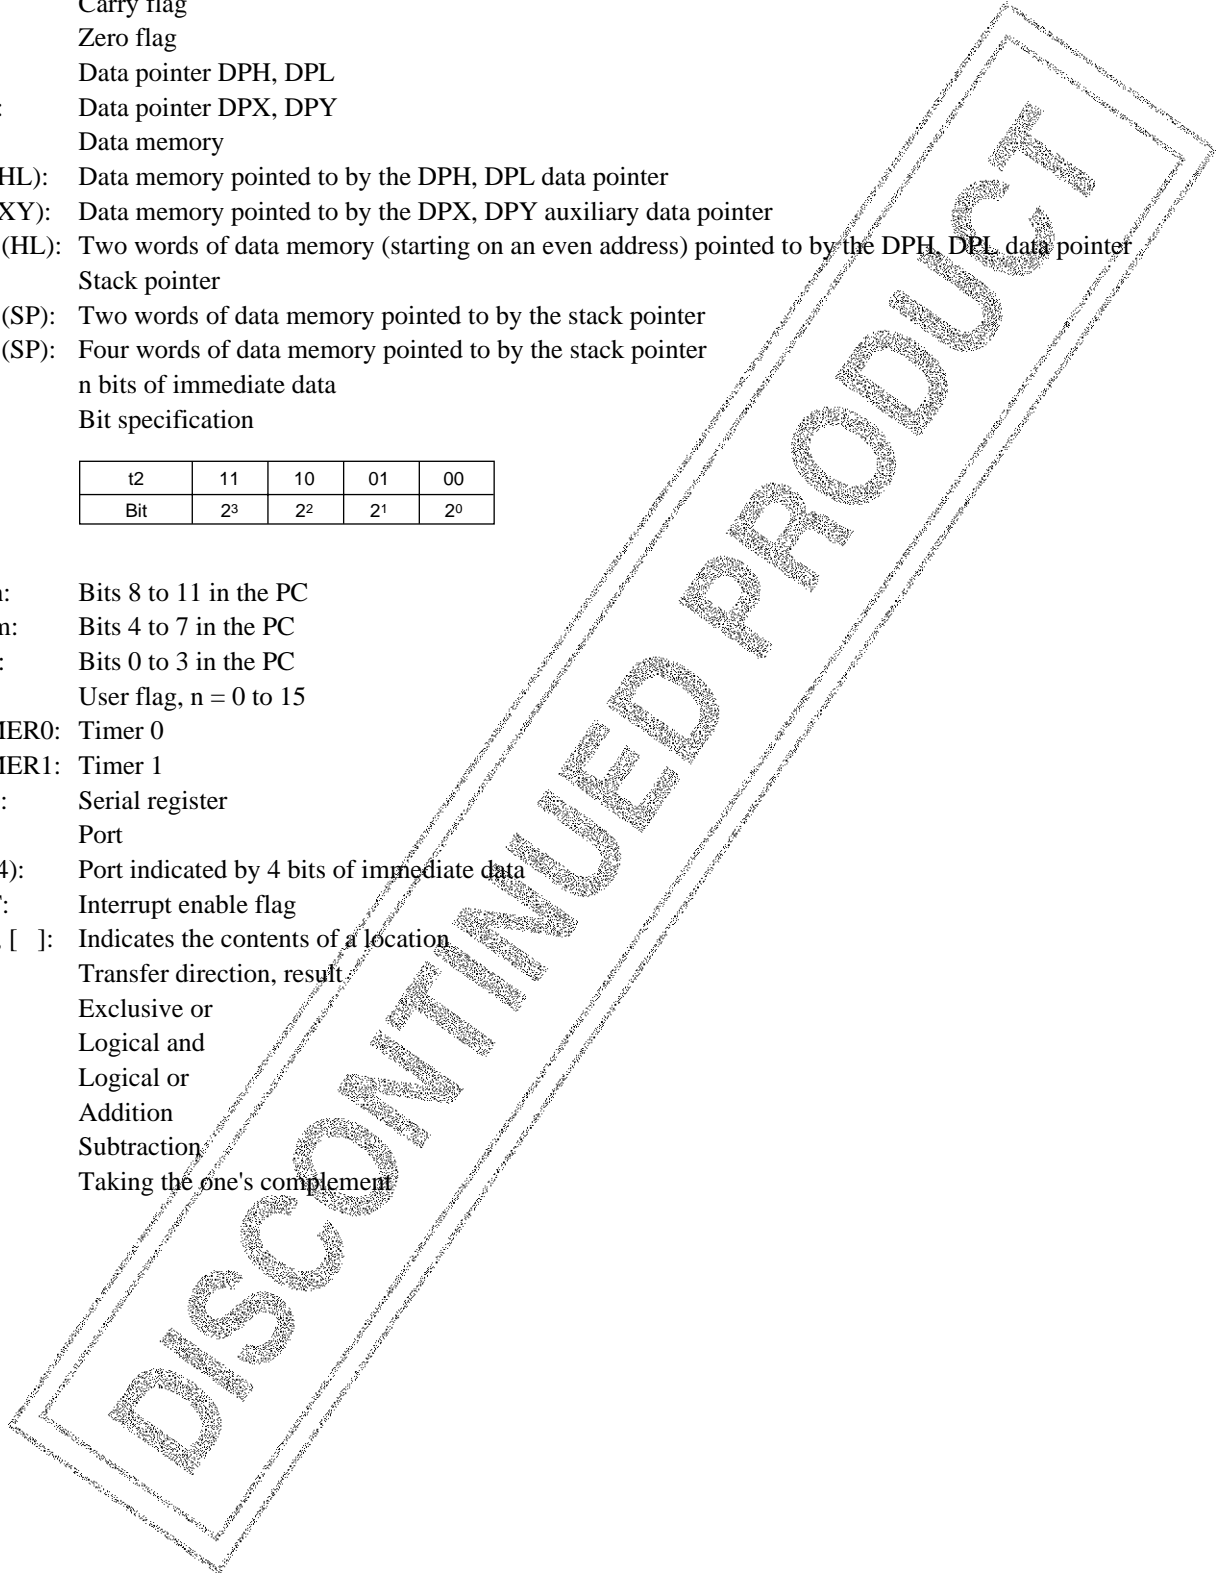 Carry flag
Zero flag
Data pointer DPH, DPL
: Data pointer DPX, DPY
Data memory
HL): Data memory pointed to by the DPH, DPL data pointer
XY): Data memory pointed to by the DPX, DPY auxiliary data pointer
(HL): Two words of data memory (starting on an even address) pointed to by the DPH, DPL data pointer
Stack pointer
(SP): Two words of data memory pointed to by the stack pointer
(SP): Four words of data memory pointed to by the stack pointer
n bits of immediate data
Bit specification
t2 11 10 01 00
Bit 2³ 2² 2¹ 2⁰
: Bits 8 to 11 in the PC
: Bits 4 to 7 in the PC
: Bits 0 to 3 in the PC
User flag, n = 0 to 15
MER0: Timer 0
MER1: Timer 1
: Serial register
Port
4): Port indicated by 4 bits of immediate data
: Interrupt enable flag
, [ ]: Indicates the contents of a location
Transfer direction, result
Exclusive or
Logical and
Logical or
Addition
Subtraction
Taking the one's complement
DISCONTINUED PRODUCT